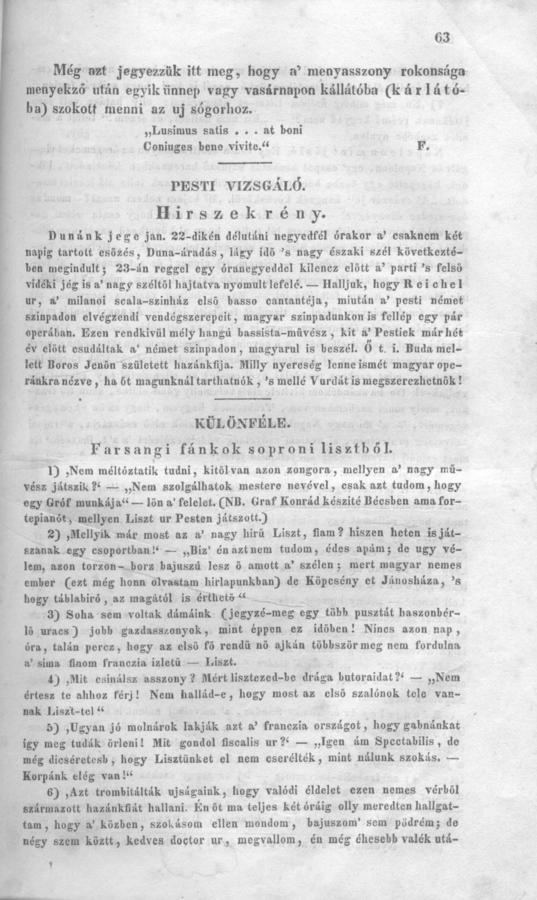 63
Még azt jegyezzük itt meg, hogy a’ menyasszony rokonsága
menyekző után egyik ünnep vagy vasárnapon kállátóba (kárlátó-
ba) szokott menni az uj sógorhoz.
„Lusimus satis . . . at boni
Coniuges bene vivite.“ F.
PESTI VIZSGÁLÓ.
Hirszekrény.
Dunánk jege jan. 22-dikén délutáni negyedfél órakor a’ csaknem két
napig tartott esőzés, Duna-áradás, lágy idő ’s nagy északi szél következté-
ben megindult; 23-án reggel egy óranegyeddel kilencz előtt a’ parti ’s felső
vidéki jég is a’ nagy széltől hajtatva nyomult lefelé. — Halljuk, hogy Reichel
ur, a’ milanoi scala-szinház első basso cantantéja, miután a’ pesti német
szinpadon elvégzendi vendégszerepeit, magyar szinpadunkon is fellép egy pár
operában. Ezen rendkivül mély hangú bassista-művész, kit a’ Pestiek már hét
év előtt csudáltak a’ német szinpadon, magyarul is beszél. Ő t. i. Buda mel-
lett Boros Jenőn született hazánkfija. Milly nyereség lenne ismét magyar ope-
ránkra nézve, ha őt magunknál tarthatnók, ’s mellé Vurdát is megszerezhetnők!
KÜLÖNFÉLE.
Farsangi fánkok soproni lisztből.
1) ‚Nem méltóztatik tudni, kitől van azon zongora, mellyen a’ nagy mű-
vész játszik?‘ — „Nem szolgálhatok mestere nevével, csak azt tudom, hogy
egy Gróf munkája“ — lőn a’ felelet. (NB. Graf Konrád készité Bécsben ama for-
tepianót, mellyen Liszt ur Pesten játszott.)
2) ‚Mellyik már most az a’ nagy hirü Liszt, fiam? hiszen heten is ját-
szanak egy csoportban!‘ — „Biz’ én azt nem tudom, édes apám; de ugy vé-
lem, azon torzon-borz bajuszú lesz ő amott a’ szélen; mert magyar nemes
ember (ezt még honn olvastam hirlapunkban) de Köpcsény et Jánosháza, ’s
hogy táblabiró, az magától is érthető“
3) Soha sem voltak dámáink (jegyzé-meg egy több pusztát haszonbér-
lő uracs) jobb gazdasszonyok, mint éppen ez időben! Nincs azon nap,
óra, talán percz, hogy az első fő rendü nő ajkán többször meg nem fordulna
a’ sima finom franczia izletü — Liszt.
4) ‚Mit csinálsz asszony? Mért lisztezed-be drága butoraidat?‘ — „Nem
értesz te ahhoz férj! Nem hallád-e, hogy most az első szalónok tele van-
nak Liszt-tel“
5) ‚Ugyan jó molnárok lakják azt a’ franczia országot, hogy gabnánkat
igy meg tudák őrleni! Mit gondol fiscalis ur?‘ — „Igen ám Spectabilis, de
még dicséretesb, hogy Lisztünket el nem cserélték, mint nálunk szokás. —
Korpánk elég van!“
6) ‚Azt trombitálták ujságaink, hogy valódi éldelet ezen nemes vérből
származott hazánkfiát hallani. Én őt ma teljes két óráig olly meredten hallgat-
tam, hogy a’ közben, szokásom ellen mondom, bajuszom’ sem pödrém; de
négy szem köztt, kedves doctor ur, megvallom, én még éhesebb valék utá-